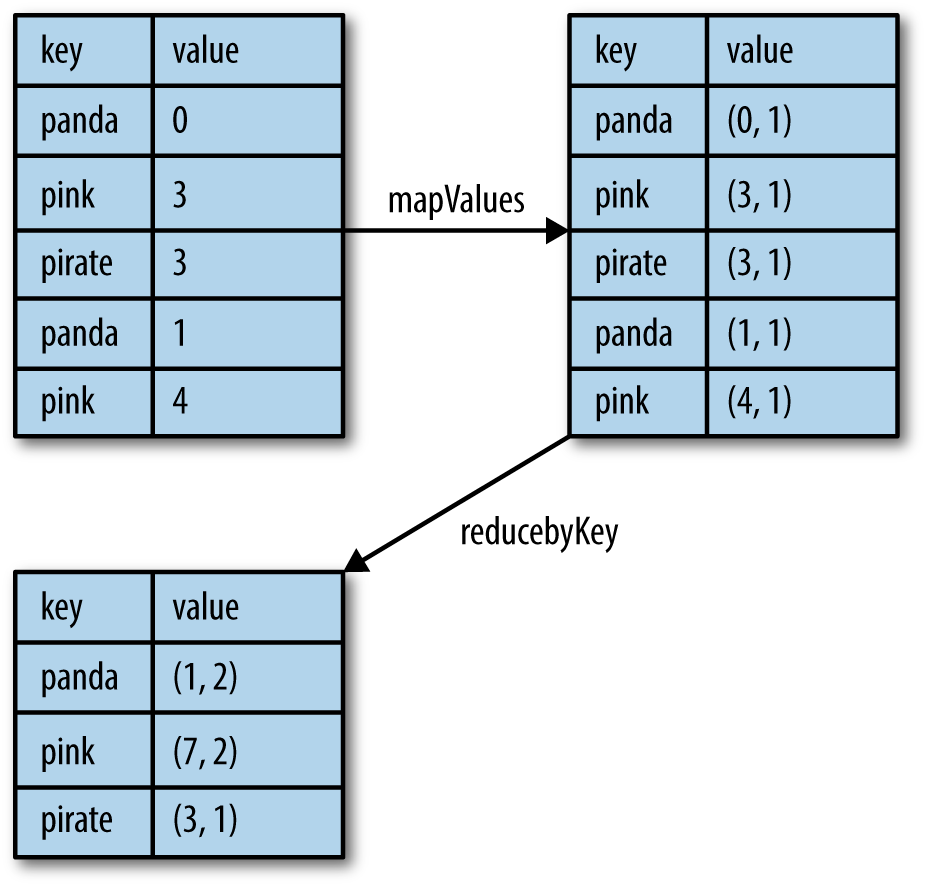 key value
panda 0
pink 3
pirate 3
panda 1
pink 4
mapValues
key value
panda (0, 1)
pink (3, 1)
pirate (3, 1)
panda (1, 1)
pink (4, 1)
reducebyKey
key value
panda (1, 2)
pink (7, 2)
pirate (3, 1)